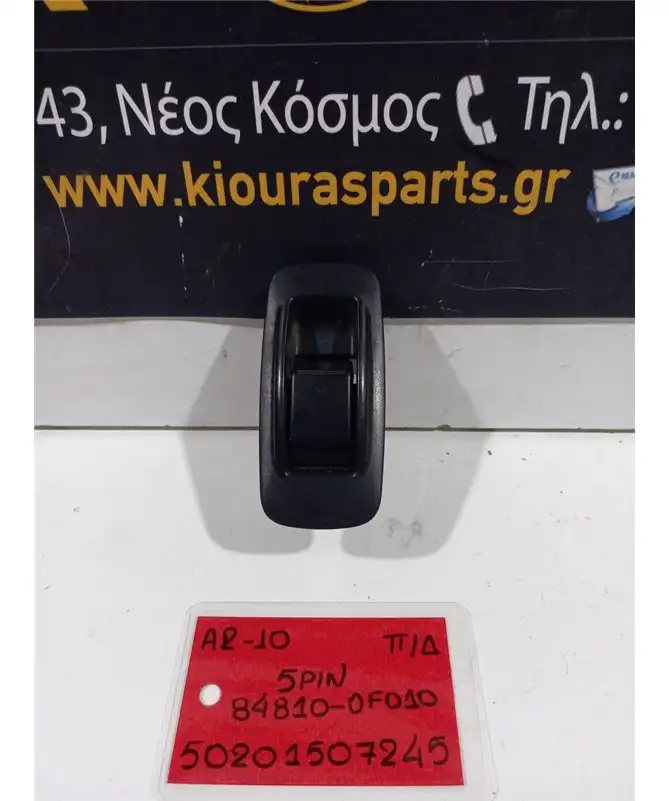 43, Νέος Κόσμος Τηλ.:
www.kiourasparts.gr
AR-10 Π/Δ
5PIN
84810-0F010
50201507245